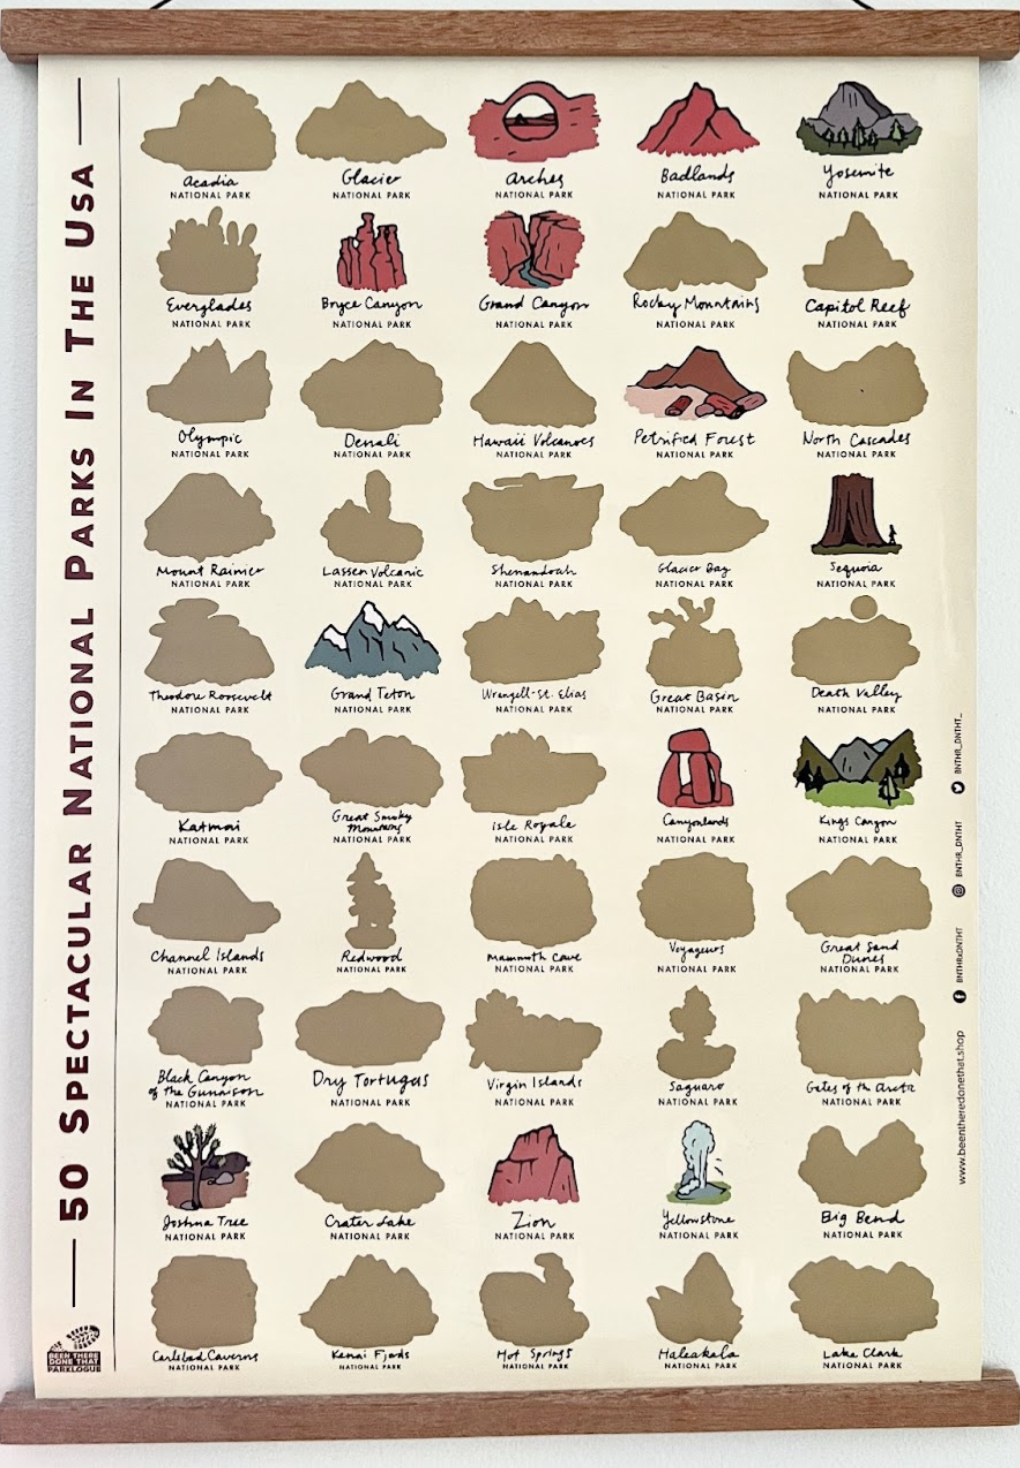 50 SPECTACULAR NATIONAL PARKS IN THE USA
Acadia
NATIONAL PARK
Glacier
NATIONAL PARK
Arches
NATIONAL PARK
Badlands
NATIONAL PARK
Yosemite
NATIONAL PARK
Everglades
NATIONAL PARK
Bryce Canyon
NATIONAL PARK
Grand Canyon
NATIONAL PARK
Rocky Mountains
NATIONAL PARK
Capitol Reef
NATIONAL PARK
Olympic
NATIONAL PARK
Denali
NATIONAL PARK
Hawaii Volcanoes
NATIONAL PARK
Petrified Forest
NATIONAL PARK
North Cascades
NATIONAL PARK
Mount Rainier
NATIONAL PARK
Lassen Volcanic
NATIONAL PARK
Shenandoah
NATIONAL PARK
Glacier Bay
NATIONAL PARK
Sequoia
NATIONAL PARK
Theodore Roosevelt
NATIONAL PARK
Grand Teton
NATIONAL PARK
Wrangell-St. Elias
NATIONAL PARK
Great Basin
NATIONAL PARK
Death Valley
NATIONAL PARK
Katmai
NATIONAL PARK
Great Smoky
Mountains
NATIONAL PARK
Isle Royale
NATIONAL PARK
Canyonlands
NATIONAL PARK
Kings Canyon
NATIONAL PARK
Channel Islands
NATIONAL PARK
Redwood
NATIONAL PARK
Mammoth Cave
NATIONAL PARK
Voyageurs
NATIONAL PARK
Great Sand
Dunes
NATIONAL PARK
Black Canyon
of the Gunnison
NATIONAL PARK
Dry Tortugas
NATIONAL PARK
Virgin Islands
NATIONAL PARK
Saguaro
NATIONAL PARK
Gates of the Arctic
NATIONAL PARK
Joshua Tree
NATIONAL PARK
Crater Lake
NATIONAL PARK
Zion
NATIONAL PARK
Yellowstone
NATIONAL PARK
Big Bend
NATIONAL PARK
Carlsbad Caverns
NATIONAL PARK
Kenai Fjords
NATIONAL PARK
Hot Springs
NATIONAL PARK
Haleakala
NATIONAL PARK
Lake Clark
NATIONAL PARK
BEEN THERE
DONE THAT
PARKLOGUE
www.beentheredonethat.shop
BNTHRxDNTHT
BNTHR_DNTHT
BNTHR_DNTHT_